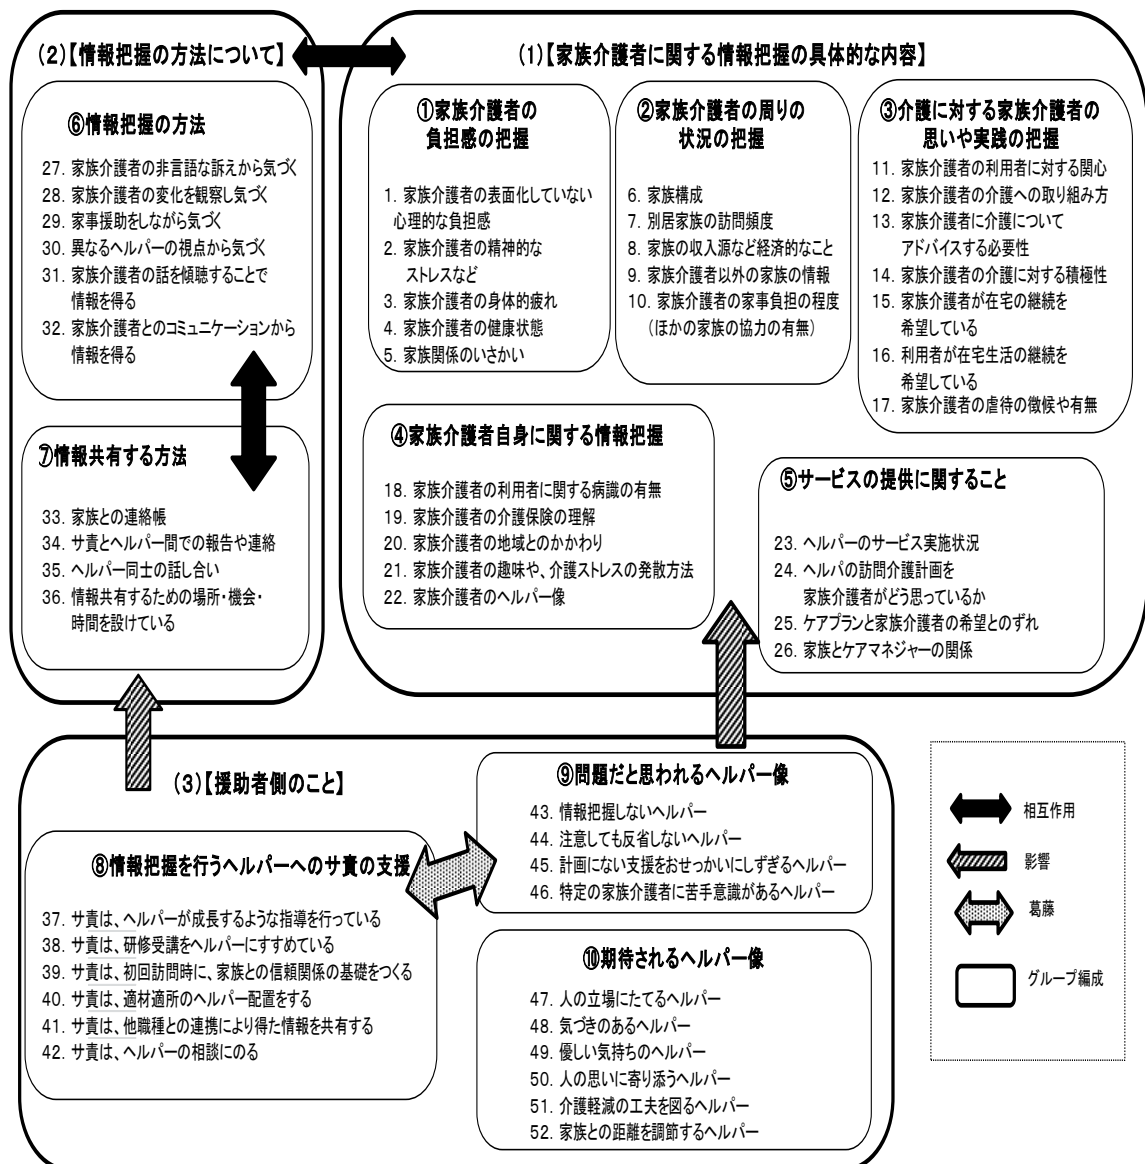 (2)【情報把握の方法について】
⑥情報把握の方法
27. 家族介護者の非言語な訴えから気づく
28. 家族介護者の変化を観察し気づく
29. 家事援助をしながら気づく
30. 異なるヘルパーの視点から気づく
31. 家族介護者の話を傾聴することで
情報を得る
32. 家族介護者とのコミュニケーションから
情報を得る
⑦情報共有する方法
33. 家族との連絡帳
34. サ責とヘルパー間での報告や連絡
35. ヘルパー同士の話し合い
36. 情報共有するための場所・機会・
時間を設けている
(1)【家族介護者に関する情報把握の具体的な内容】
①家族介護者の
負担感の把握
1. 家族介護者の表面化していない
心理的な負担感
2. 家族介護者の精神的な
ストレスなど
3. 家族介護者の身体的疲れ
4. 家族介護者の健康状態
5. 家族関係のいさかい
②家族介護者の周りの
状況の把握
6. 家族構成
7. 別居家族の訪問頻度
8. 家族の収入源など経済的なこと
9. 家族介護者以外の家族の情報
10. 家族介護者の家事負担の程度
(ほかの家族の協力の有無)
③介護に対する家族介護者の
思いや実践の把握
11. 家族介護者の利用者に対する関心
12. 家族介護者の介護への取り組み方
13. 家族介護者に介護について
アドバイスする必要性
14. 家族介護者の介護に対する積極性
15. 家族介護者が在宅の継続を
希望している
16. 利用者が在宅生活の継続を
希望している
17. 家族介護者の虐待の徴候や有無
④家族介護者自身に関する情報把握
18. 家族介護者の利用者に関する病識の有無
19. 家族介護者の介護保険の理解
20. 家族介護者の地域とのかかわり
21. 家族介護者の趣味や、介護ストレスの発散方法
22. 家族介護者のヘルパー像
⑤サービスの提供に関すること
23. ヘルパーのサービス実施状況
24. ヘルパの訪問介護計画を
家族介護者がどう思っているか
25. ケアプランと家族介護者の希望とのずれ
26. 家族とケアマネジャーの関係
(3)【援助者側のこと】
⑧情報把握を行うヘルパーへのサ責の支援
37. サ責は、ヘルパーが成長するような指導を行っている
38. サ責は、研修受講をヘルパーにすすめている
39. サ責は、初回訪問時に、家族との信頼関係の基礎をつくる
40. サ責は、適材適所のヘルパー配置をする
41. サ責は、他職種との連携により得た情報を共有する
42. サ責は、ヘルパーの相談にのる
⑨問題だと思われるヘルパー像
43. 情報把握しないヘルパー
44. 注意しても反省しないヘルパー
45. 計画にない支援をおせっかいにしすぎるヘルパー
46. 特定の家族介護者に苦手意識があるヘルパー
⑩期待されるヘルパー像
47. 人の立場にたてるヘルパー
48. 気づきのあるヘルパー
49. 優しい気持ちのヘルパー
50. 人の思いに寄り添うヘルパー
51. 介護軽減の工夫を図るヘルパー
52. 家族との距離を調節するヘルパー
相互作用
影響
葛藤
グループ編成